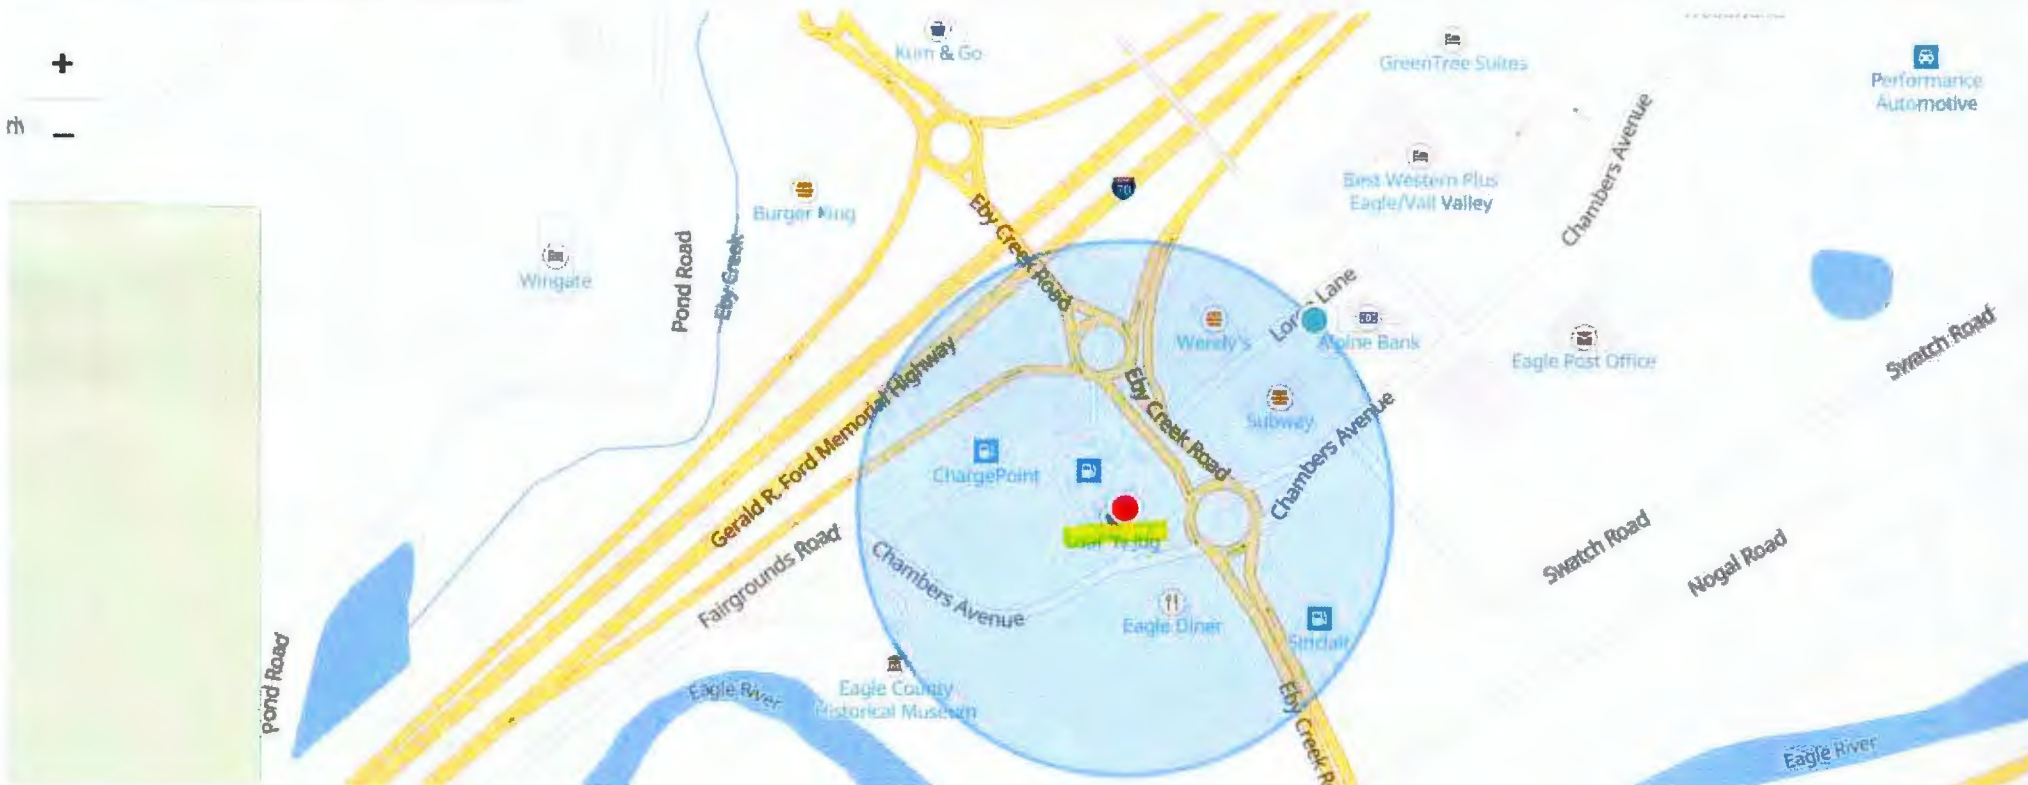 +
−
Kum & Go
GreenTree Suites
Performance
Automotive
Chambers Avenue
Best Western Plus
Eagle/Vail Valley
70
Burger King
Eby Creek Road
Wingate
Pond Road
Eby Creek
Lane
Wendy's
Alpine Bank
Eagle Post Office
Swatch Road
Gerald R. Ford Memorial Highway
Eby Creek Road
Subway
Chambers Avenue
ChargePoint
Swatch Road
Nogal Road
Fairgrounds Road
Chambers Avenue
Eagle Diner
Sinclair
Pond Road
Eagle River
Eagle County
Historical Museum
Eby Creek
Eagle River